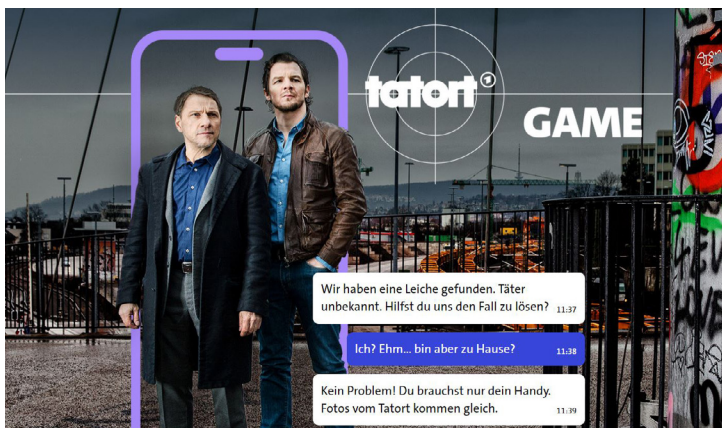 tatort
GAME
Wir haben eine Leiche gefunden. Täter
unbekannt. Hilfst du uns den Fall zu lösen? 11:37
Ich? Ehm... bin aber zu Hause? 11:38
Kein Problem! Du brauchst nur dein Handy.
Fotos vom Tatort kommen gleich. 11:39